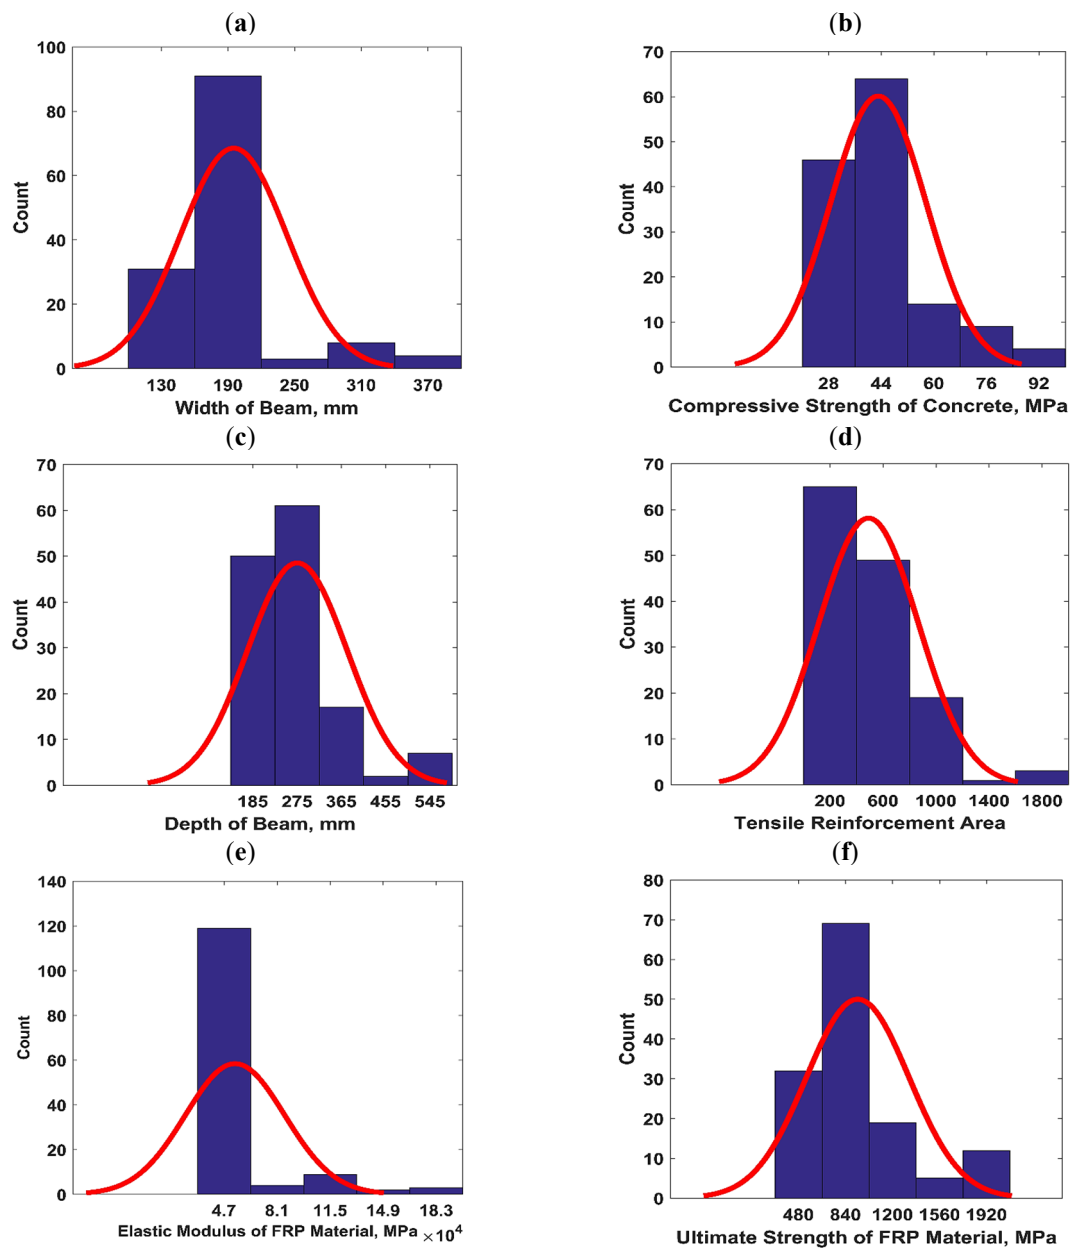 (a)
100
80
60
40
20
0
Count
130 190 250 310 370
Width of Beam, mm
(b)
70
60
50
40
30
20
10
0
Count
28 44 60 76 92
Compressive Strength of Concrete, MPa
(c)
70
60
50
40
30
20
10
0
Count
185 275 365 455 545
Depth of Beam, mm
(d)
70
60
50
40
30
20
10
0
Count
200 600 1000 1400 1800
Tensile Reinforcement Area
(e)
140
120
100
80
60
40
20
0
Count
4.7 8.1 11.5 14.9 18.3
Elastic Modulus of FRP Material, MPa ×10⁴
(f)
80
70
60
50
40
30
20
10
0
Count
480 840 1200 1560 1920
Ultimate Strength of FRP Material, MPa